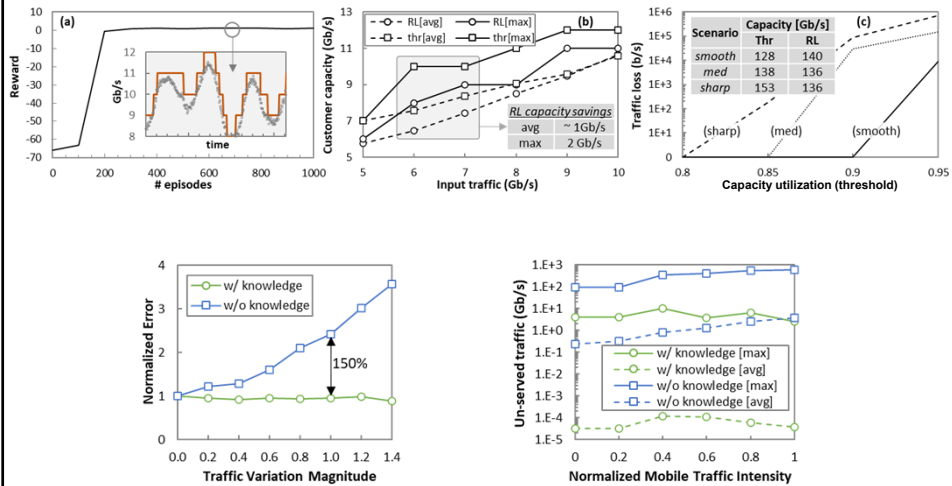 (a)
Reward
10
0
-10
-20
-30
-40
-50
-60
-70
0 200 400 600 800 1000
# episodes
Gb/s
12
11
10
9
8
time
(b)
Customer capacity (Gb/s)
13
11
9
7
5
RL[avg] RL[max]
thr[avg] thr[max]
RL capacity savings
avg ~ 1Gb/s
max 2 Gb/s
5 6 7 8 9 10
Input traffic (Gb/s)
(c)
Traffic loss (b/s)
1E+6
1E+5
1E+4
1E+3
1E+2
1E+1
0
Scenario Capacity [Gb/s]
Thr RL
smooth 128 140
med 138 136
sharp 153 136
(sharp) (med) (smooth)
0.8 0.85 0.9 0.95
Capacity utilization (threshold)
Normalized Error
4
3
2
1
0
w/ knowledge
w/o knowledge
150%
0.0 0.2 0.4 0.6 0.8 1.0 1.2 1.4
Traffic Variation Magnitude
Un-served traffic (Gb/s)
1.E+3
1.E+2
1.E+1
1.E+0
1.E-1
1.E-2
1.E-3
1.E-4
1.E-5
w/ knowledge [max]
w/ knowledge [avg]
w/o knowledge [max]
w/o knowledge [avg]
0 0.2 0.4 0.6 0.8 1
Normalized Mobile Traffic Intensity